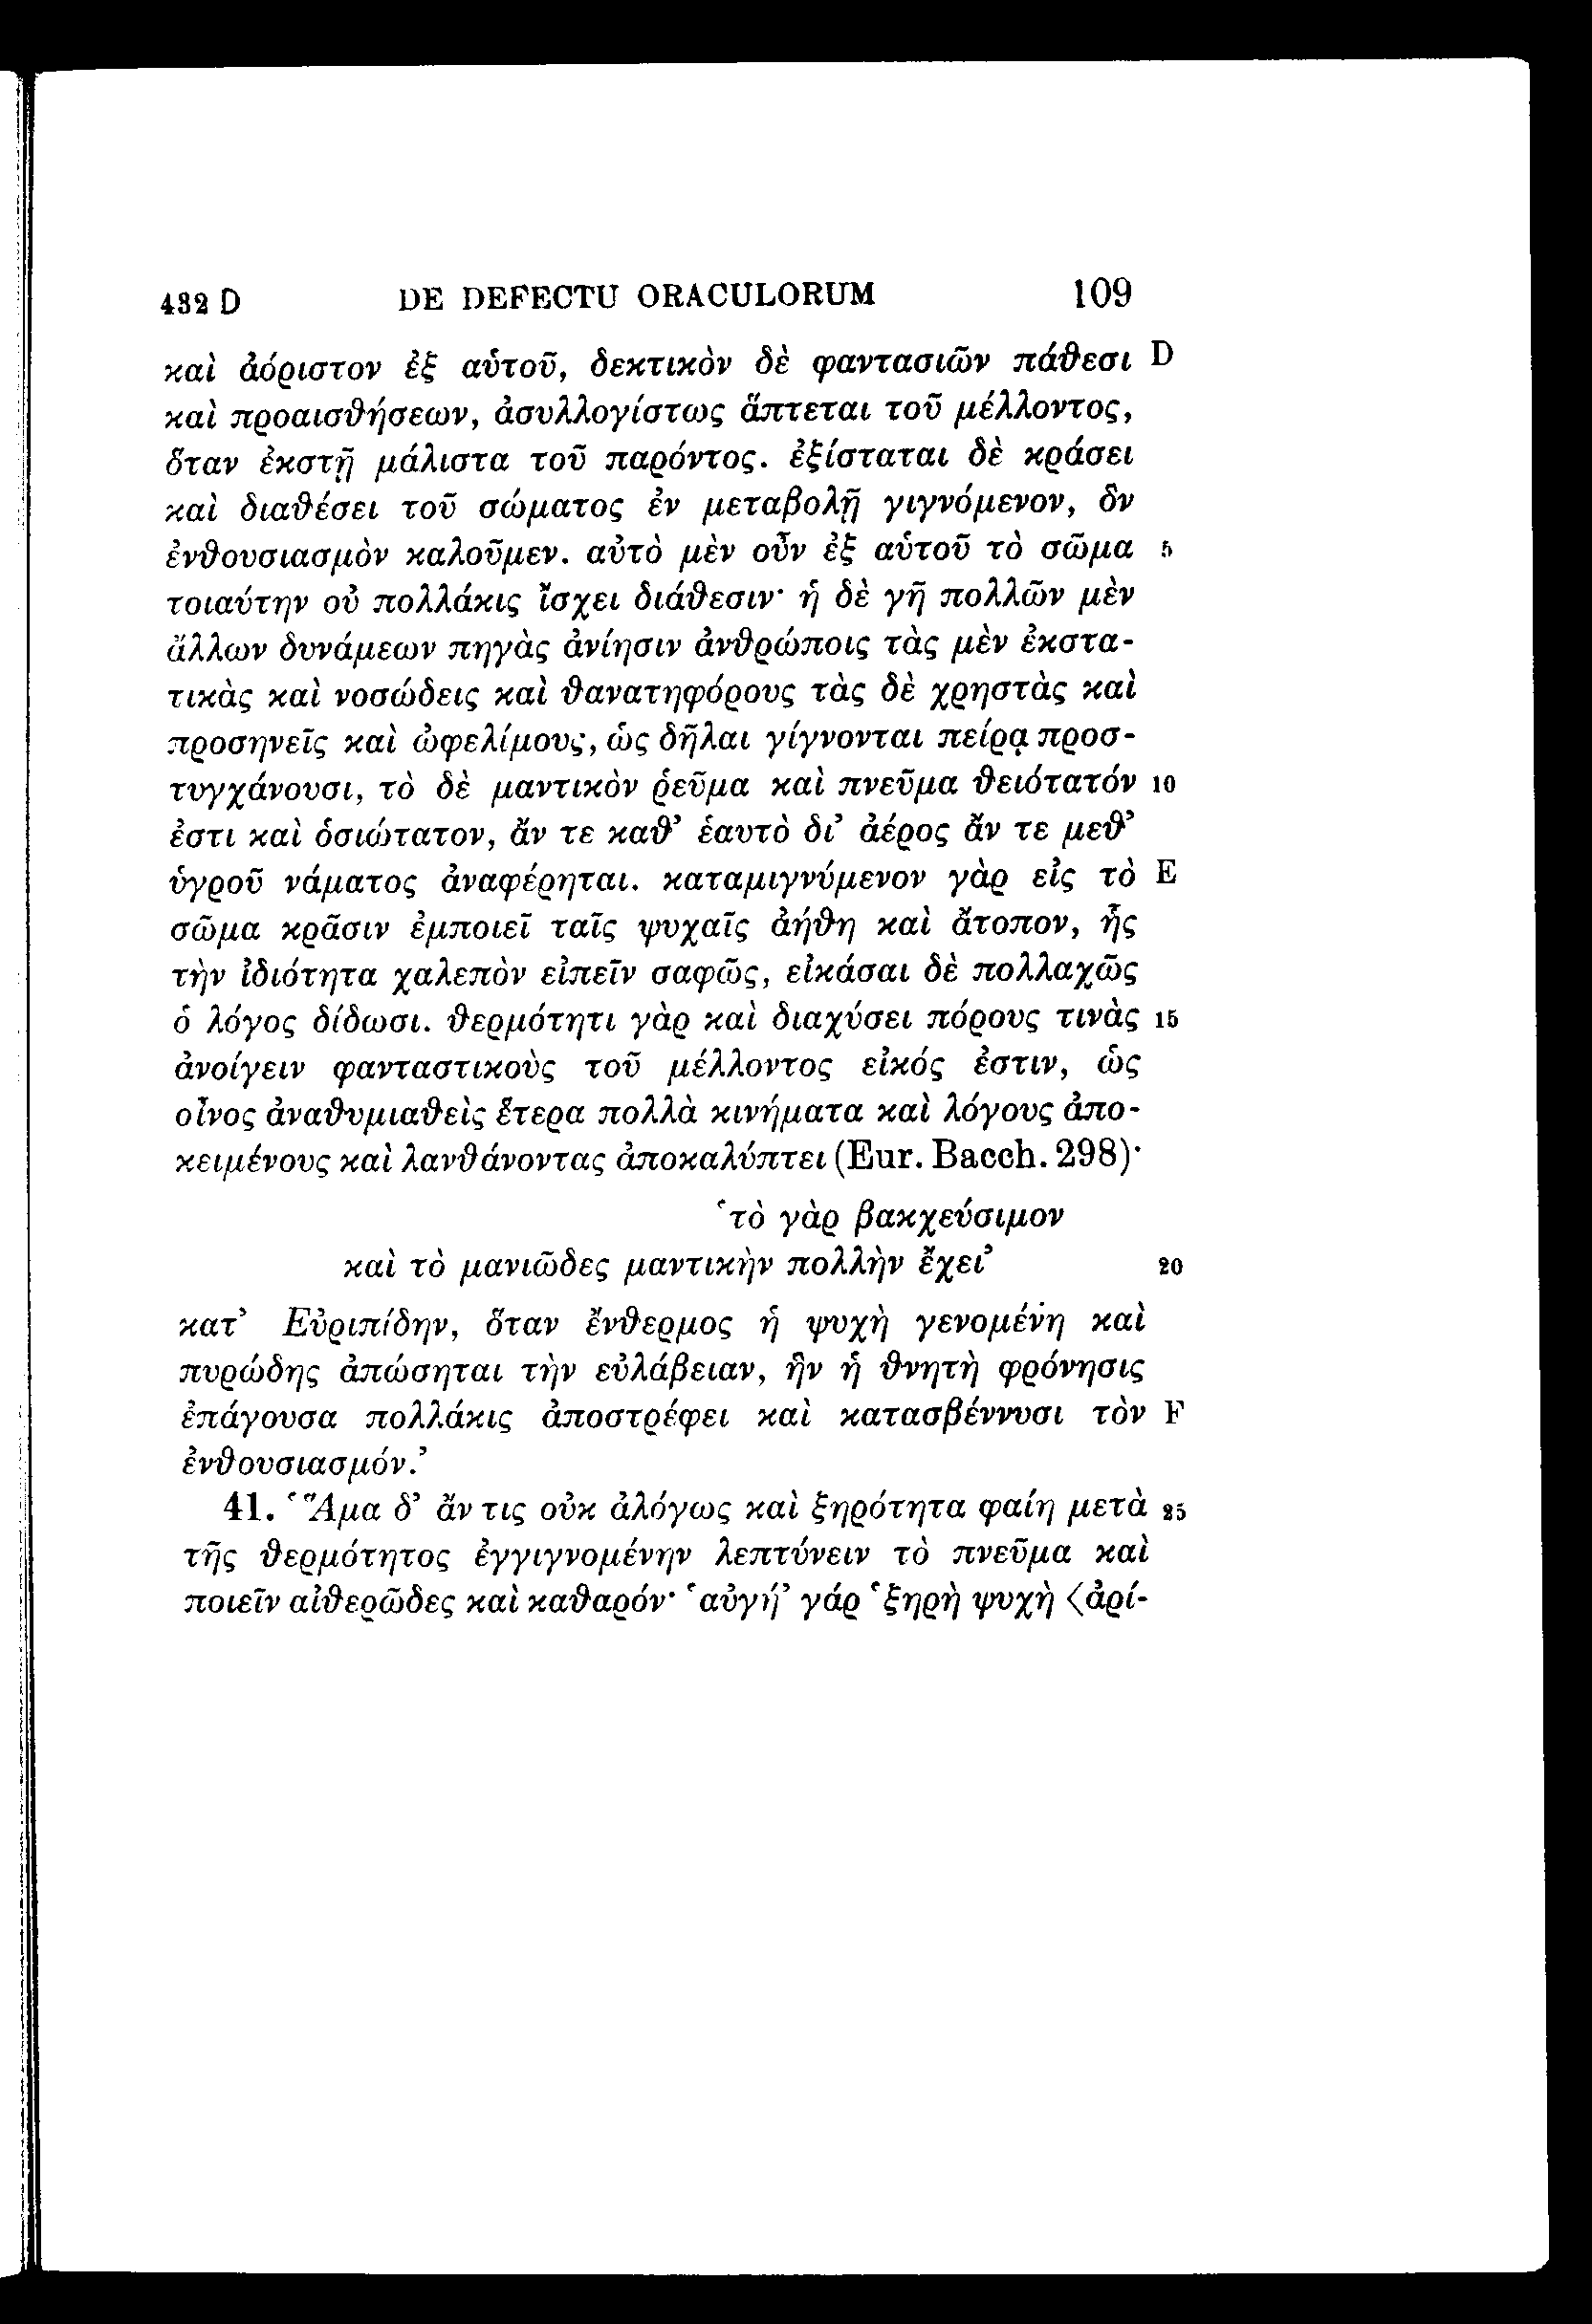 432 D DE DEFECTU ORACULORUM 109
καὶ ἀόριστον ἐξ αὑτοῦ, δεκτικὸν δὲ φαντασιῶν πάθεσι D
καὶ προαισθήσεων, ἀσυλλογίστως ἅπτεται τοῦ μέλλοντος,
ὅταν ἐκστῇ μάλιστα τοῦ παρόντος. ἐξίσταται δὲ κράσει
καὶ διαθέσει τοῦ σώματος ἐν μεταβολῇ γιγνόμενον, ὃν
ἐνθουσιασμὸν καλοῦμεν. αὐτὸ μὲν οὖν ἐξ αὑτοῦ τὸ σῶμα 5
τοιαύτην οὐ πολλάκις ἴσχει διάθεσιν· ἡ δὲ γῆ πολλῶν μὲν
ἄλλων δυνάμεων πηγὰς ἀνίησιν ἀνθρώποις τὰς μὲν ἐκστα-
τικὰς καὶ νοσώδεις καὶ θανατηφόρους τὰς δὲ χρηστὰς καὶ
προσηνεῖς καὶ ὠφελίμους, ὡς δῆλαι γίγνονται πείρᾳ προσ-
τυγχάνουσι, τὸ δὲ μαντικὸν ῥεῦμα καὶ πνεῦμα θειότατόν 10
ἐστι καὶ ὁσιώτατον, ἄν τε καθ’ ἑαυτὸ δι’ ἀέρος ἄν τε μεθ’
ὑγροῦ νάματος ἀναφέρηται. καταμιγνύμενον γὰρ εἰς τὸ E
σῶμα κρᾶσιν ἐμποιεῖ ταῖς ψυχαῖς ἀήθη καὶ ἄτοπον, ἧς
τὴν ἰδιότητα χαλεπὸν εἰπεῖν σαφῶς, εἰκάσαι δὲ πολλαχῶς
ὁ λόγος δίδωσι. θερμότητι γὰρ καὶ διαχύσει πόρους τινὰς 15
ἀνοίγειν φανταστικοὺς τοῦ μέλλοντος εἰκός ἐστιν, ὡς
οἶνος ἀναθυμιαθεὶς ἕτερα πολλὰ κινήματα καὶ λόγους ἀπο-
κειμένους καὶ λανθάνοντας ἀποκαλύπτει (Eur. Bacch. 298)·
‘τὸ γὰρ βακχεύσιμον
καὶ τὸ μανιῶδες μαντικὴν πολλὴν ἔχει’ 20
κατ’ Εὐριπίδην, ὅταν ἔνθερμος ἡ ψυχὴ γενομένη καὶ
πυρώδης ἀπώσηται τὴν εὐλάβειαν, ἣν ἡ θνητὴ φρόνησις
ἐπάγουσα πολλάκις ἀποστρέφει καὶ κατασβέννυσι τὸν F
ἐνθουσιασμόν.’
41. ‘Ἅμα δ’ ἄν τις οὐκ ἀλόγως καὶ ξηρότητα φαίη μετὰ 25
τῆς θερμότητος ἐγγιγνομένην λεπτύνειν τὸ πνεῦμα καὶ
ποιεῖν αἰθερῶδες καὶ καθαρόν· ‘αὐγή’ γάρ ‘ξηρὴ ψυχὴ ⟨ἀρί-